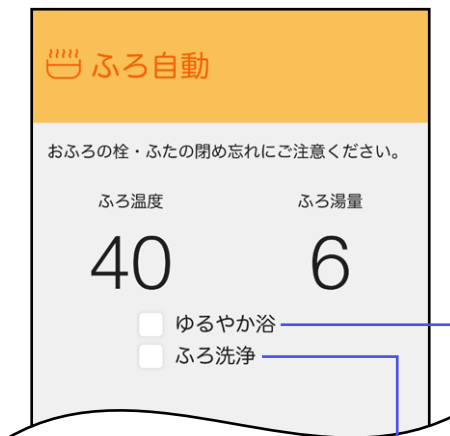 ふろ自動
おふろの栓・ふたの閉め忘れにご注意ください。
ふろ温度 ふろ湯量
40 6
ゆるやか浴
ふろ洗浄